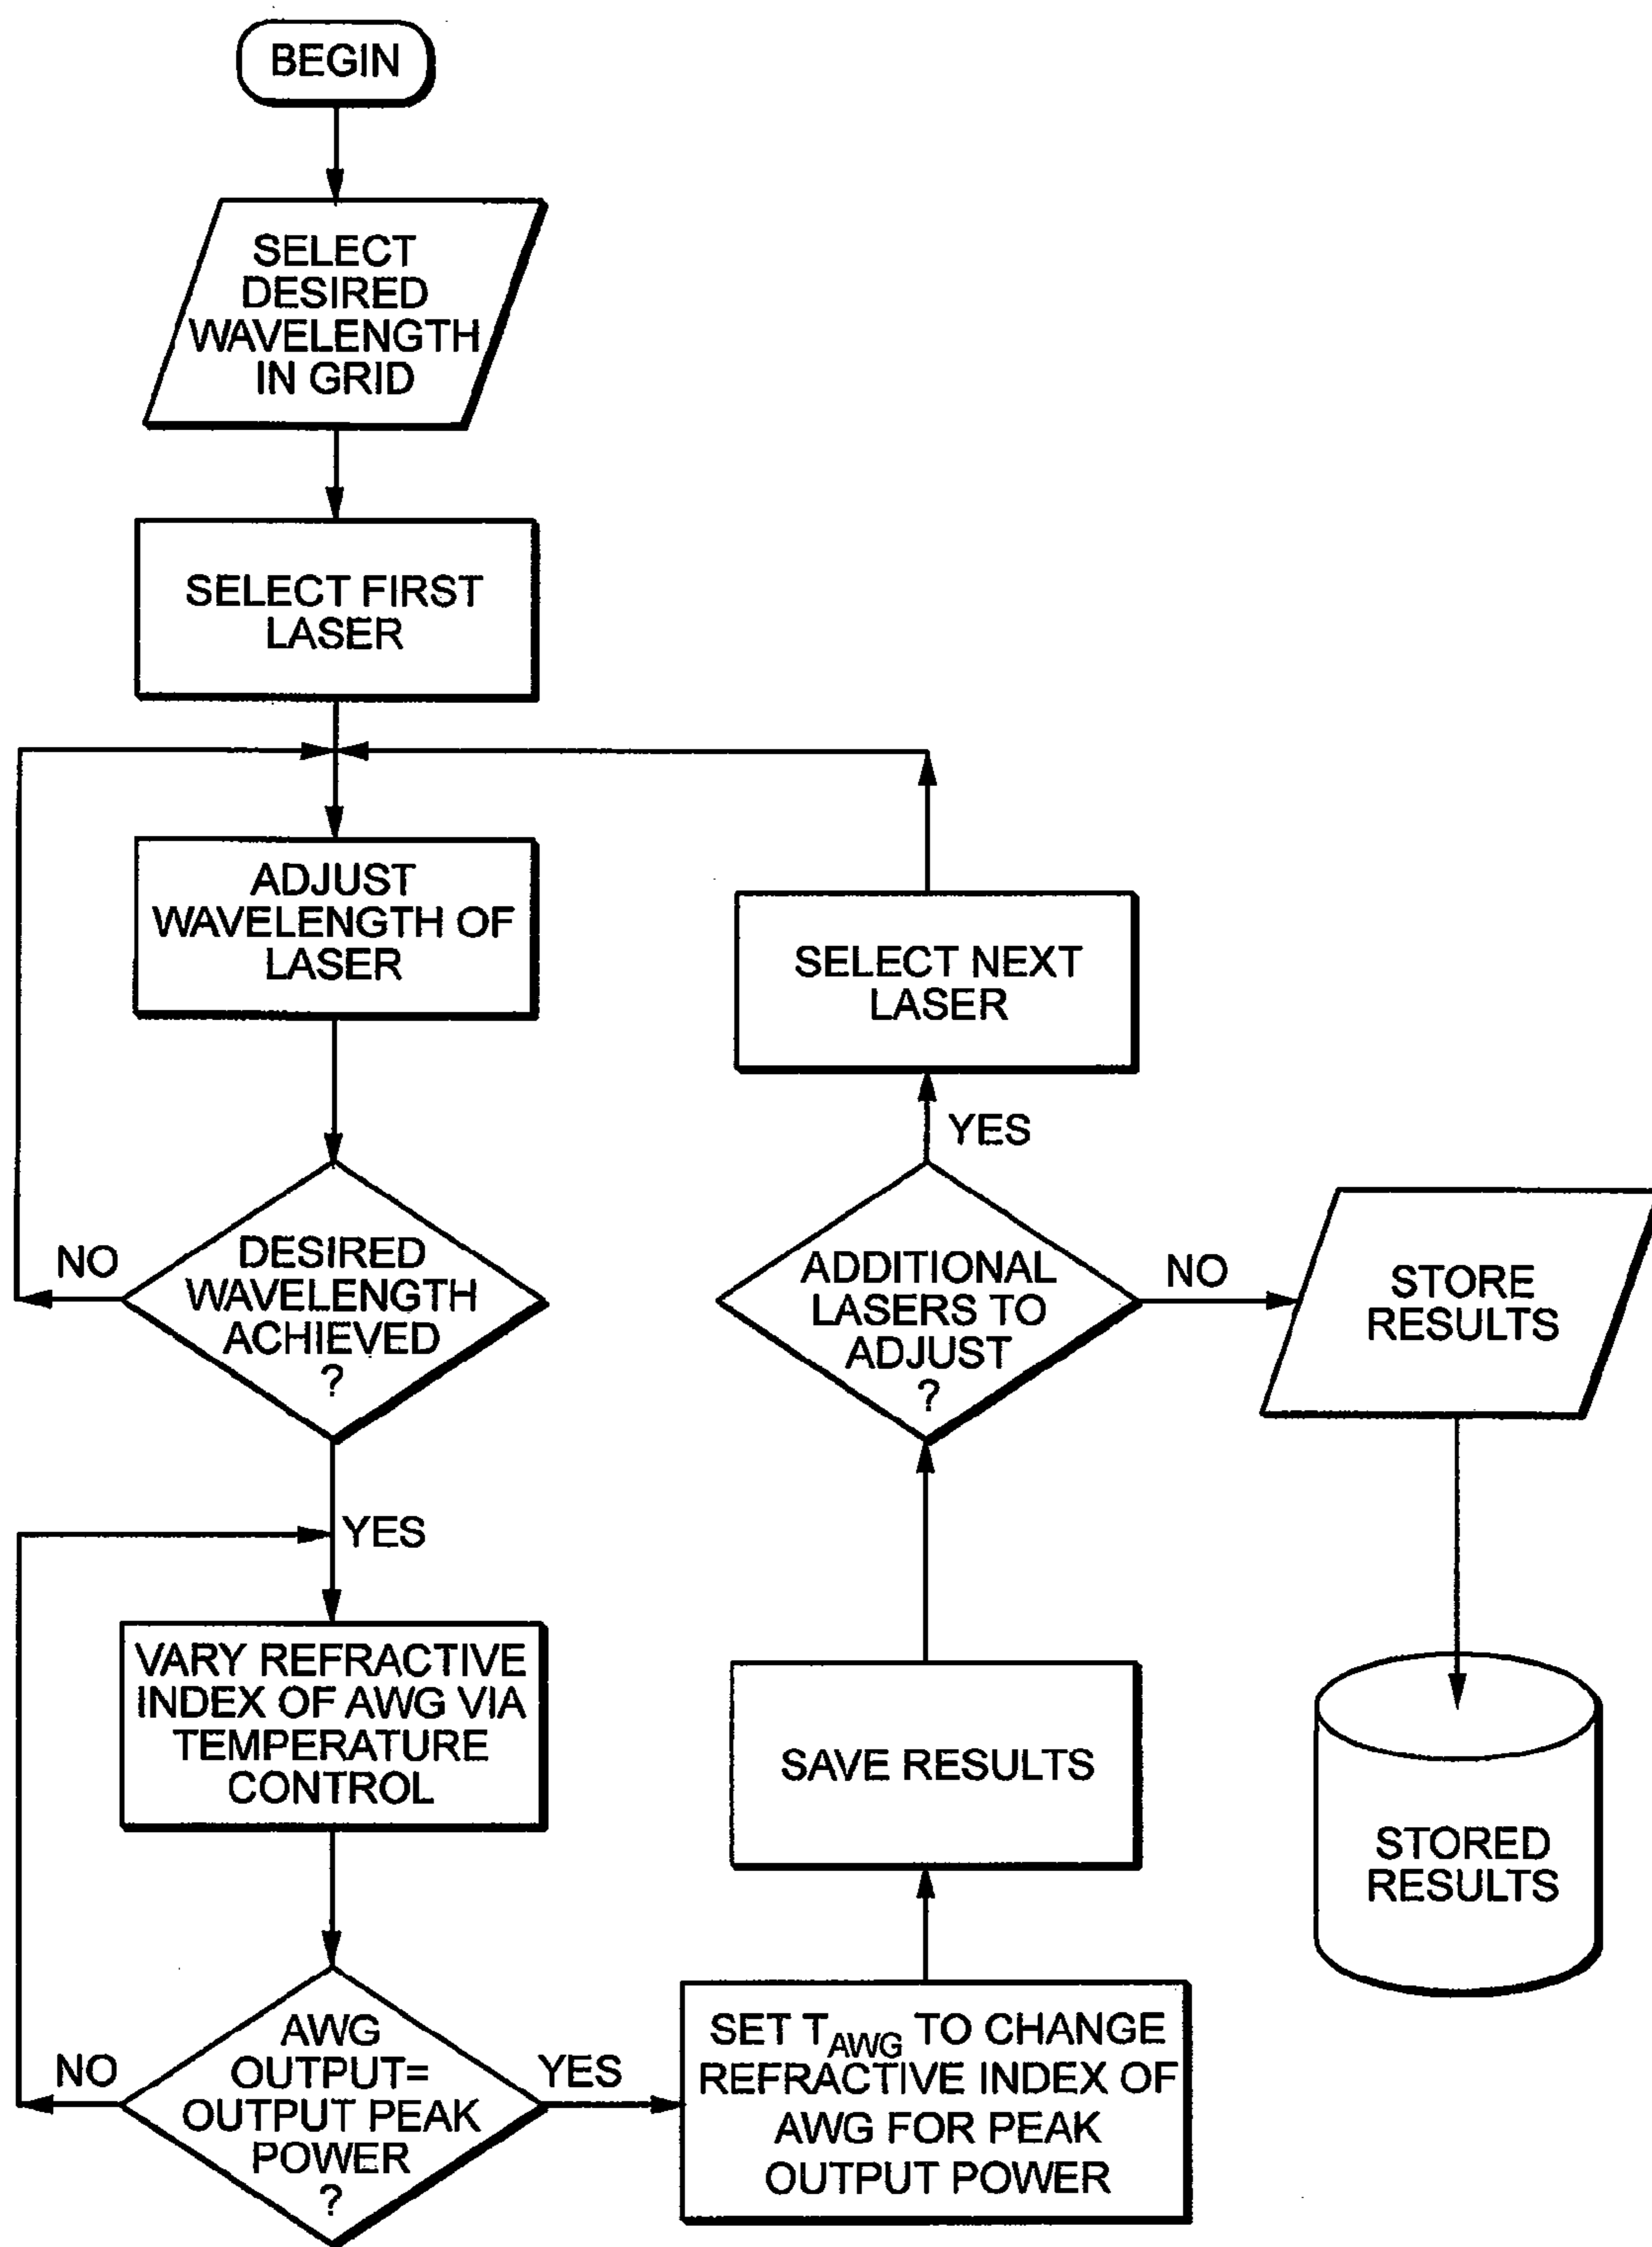 BEGIN
SELECT
DESIRED
WAVELENGTH
IN GRID
SELECT FIRST
LASER
ADJUST
WAVELENGTH OF
LASER
DESIRED
WAVELENGTH
ACHIEVED
?
NO
YES
VARY REFRACTIVE
INDEX OF AWG VIA
TEMPERATURE
CONTROL
AWG
OUTPUT=
OUTPUT PEAK
POWER
?
NO
YES
SET TAWG TO CHANGE
REFRACTIVE INDEX OF
AWG FOR PEAK
OUTPUT POWER
SAVE RESULTS
ADDITIONAL
LASERS TO
ADJUST
?
YES
SELECT NEXT
LASER
NO
STORE
RESULTS
STORED
RESULTS